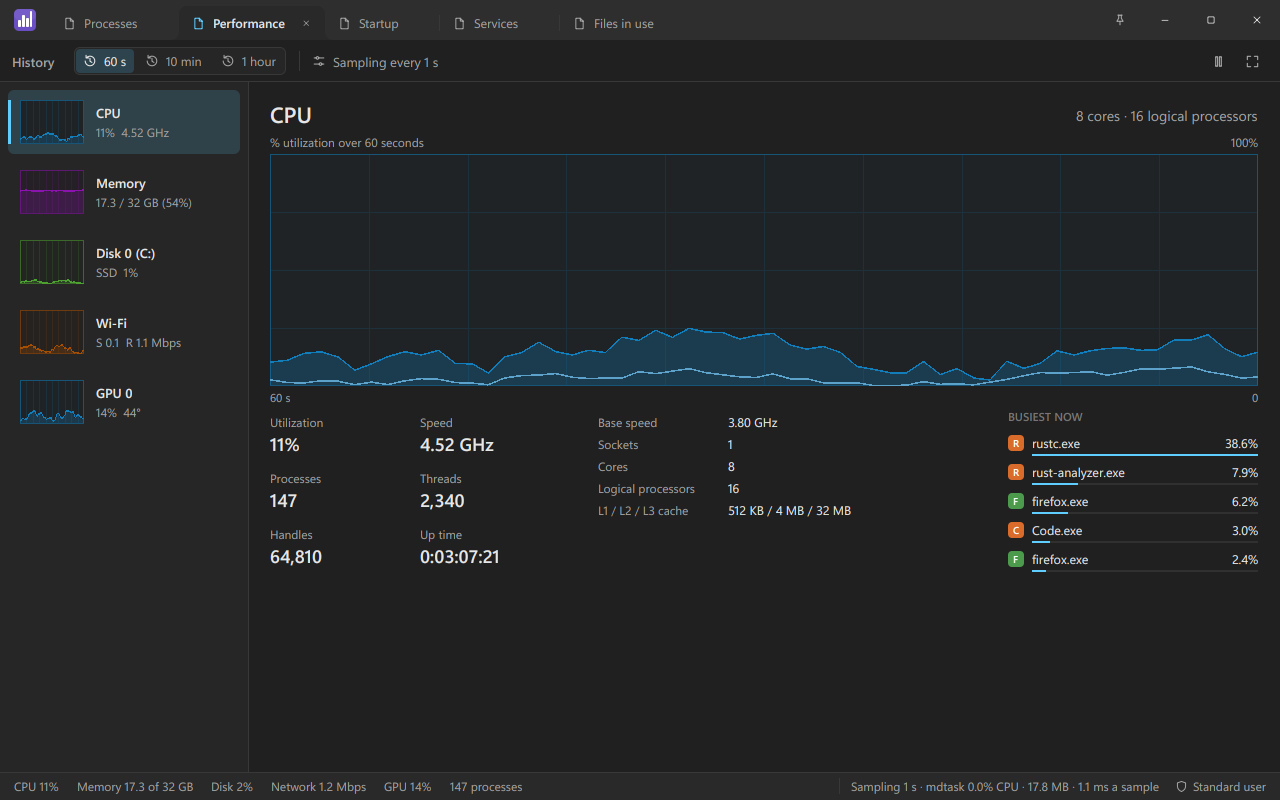 Processes
Performance
Startup
Services
Files in use
History
60 s
10 min
1 hour
Sampling every 1 s
CPU
11% 4.52 GHz
Memory
17.3 / 32 GB (54%)
Disk 0 (C:)
SSD 1%
Wi-Fi
S 0.1 R 1.1 Mbps
GPU 0
14% 44°
CPU
8 cores · 16 logical processors
% utilization over 60 seconds
100%
60 s
0
Utilization
11%
Speed
4.52 GHz
Processes
147
Threads
2,340
Handles
64,810
Up time
0:03:07:21
Base speed 3.80 GHz
Sockets 1
Cores 8
Logical processors 16
L1 / L2 / L3 cache 512 KB / 4 MB / 32 MB
BUSIEST NOW
R rustc.exe 38.6%
R rust-analyzer.exe 7.9%
F firefox.exe 6.2%
C Code.exe 3.0%
F firefox.exe 2.4%
CPU 11% Memory 17.3 of 32 GB Disk 2% Network 1.2 Mbps GPU 14% 147 processes
Sampling 1 s · mdtask 0.0% CPU · 17.8 MB · 1.1 ms a sample
Standard user